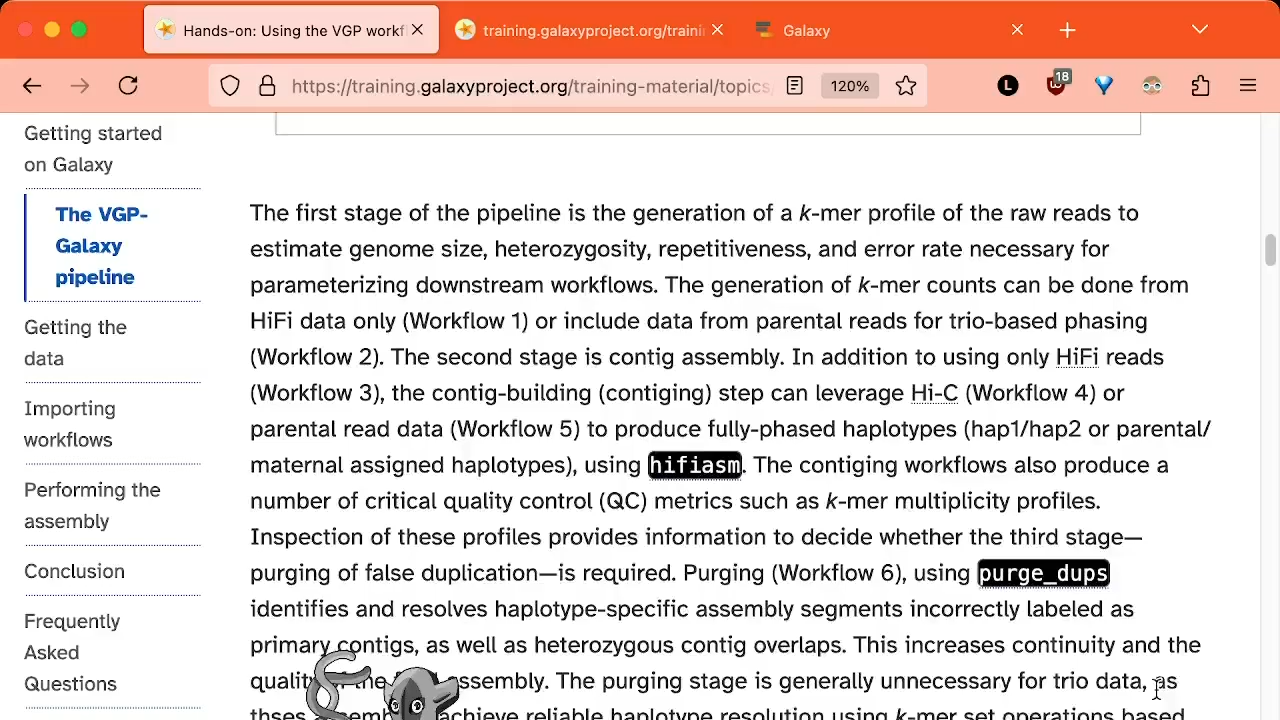 Hands-on: Using the VGP workf
training.galaxyproject.org/traini
Galaxy
https://training.galaxyproject.org/training-material/topics/
120%
L
18
Getting started
on Galaxy
The VGP-
Galaxy
pipeline
Getting the
data
Importing
workflows
Performing the
assembly
Conclusion
Frequently
Asked
Questions
The first stage of the pipeline is the generation of a k-mer profile of the raw reads to
estimate genome size, heterozygosity, repetitiveness, and error rate necessary for
parameterizing downstream workflows. The generation of k-mer counts can be done from
HiFi data only (Workflow 1) or include data from parental reads for trio-based phasing
(Workflow 2). The second stage is contig assembly. In addition to using only HiFi reads
(Workflow 3), the contig-building (contiging) step can leverage Hi-C (Workflow 4) or
parental read data (Workflow 5) to produce fully-phased haplotypes (hap1/hap2 or parental/
maternal assigned haplotypes), using hifiasm. The contiging workflows also produce a
number of critical quality control (QC) metrics such as k-mer multiplicity profiles.
Inspection of these profiles provides information to decide whether the third stage—
purging of false duplication—is required. Purging (Workflow 6), using purge_dups
identifies and resolves haplotype-specific assembly segments incorrectly labeled as
primary contigs, as well as heterozygous contig overlaps. This increases continuity and the
quality the assembly. The purging stage is generally unnecessary for trio data, as
thses achieve reliable haplotype resolution using k-mer set operations based